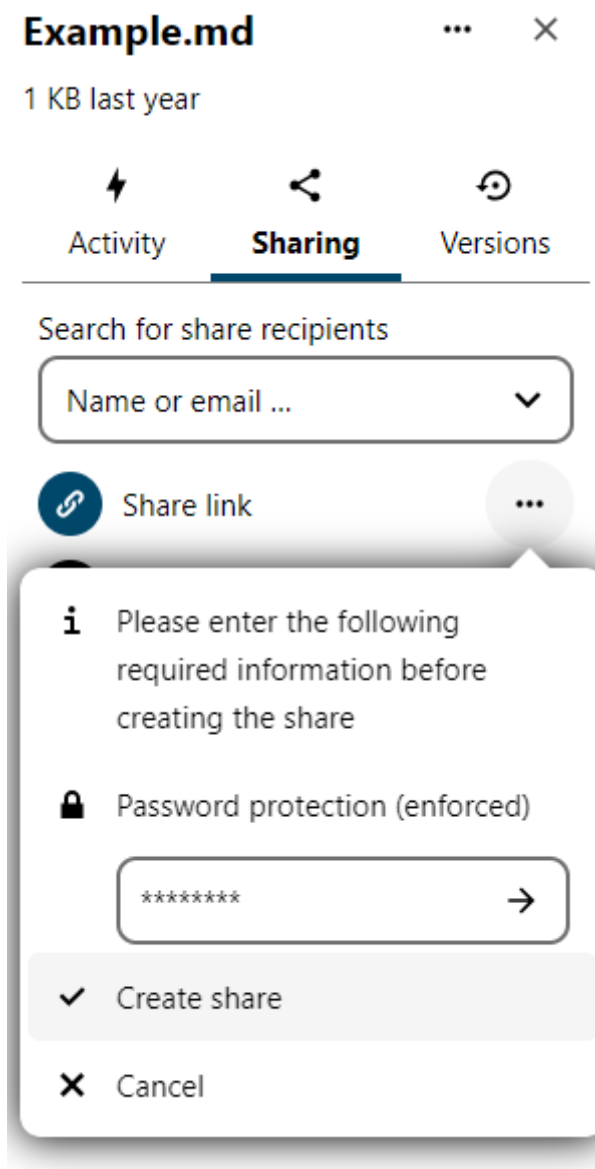 Example.md
1 KB last year
Activity
Sharing
Versions
Search for share recipients
Name or email ...
Share link
Please enter the following
required information before
creating the share
Password protection (enforced)
********
Create share
Cancel